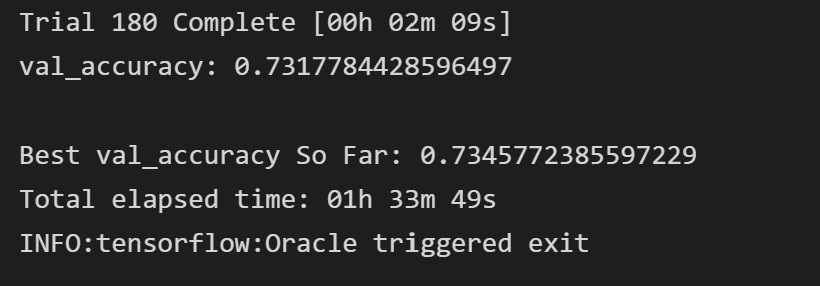 Trial 180 Complete [00h 02m 09s]
val_accuracy: 0.7317784428596497
Best val_accuracy So Far: 0.7345772385597229
Total elapsed time: 01h 33m 49s
INFO:tensorflow:Oracle triggered exit